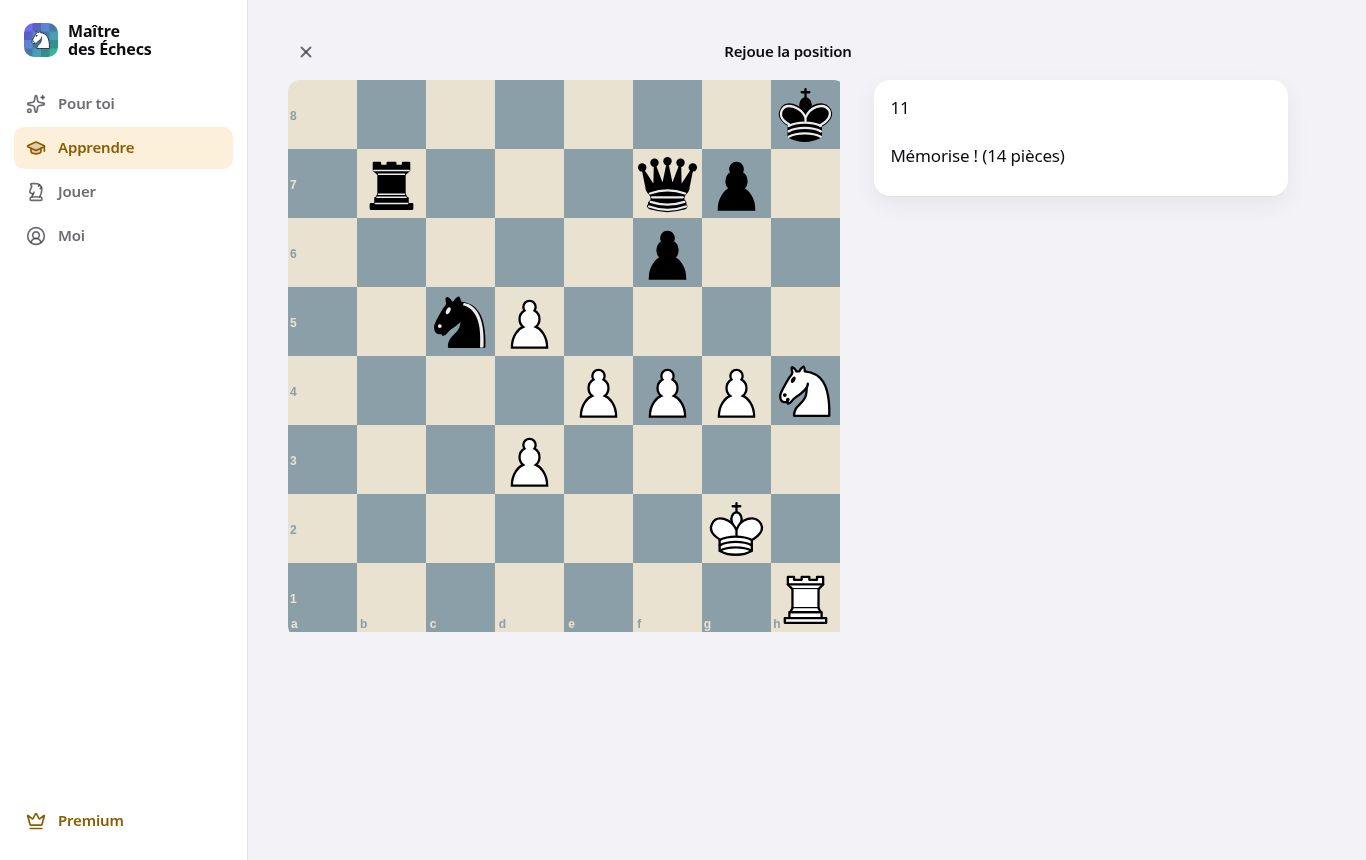 Maître
des Échecs
Pour toi
Apprendre
Jouer
Moi
Premium
Rejoue la position
8
7
6
5
4
3
2
1
a b c d e f g h
11
Mémorise ! (14 pièces)